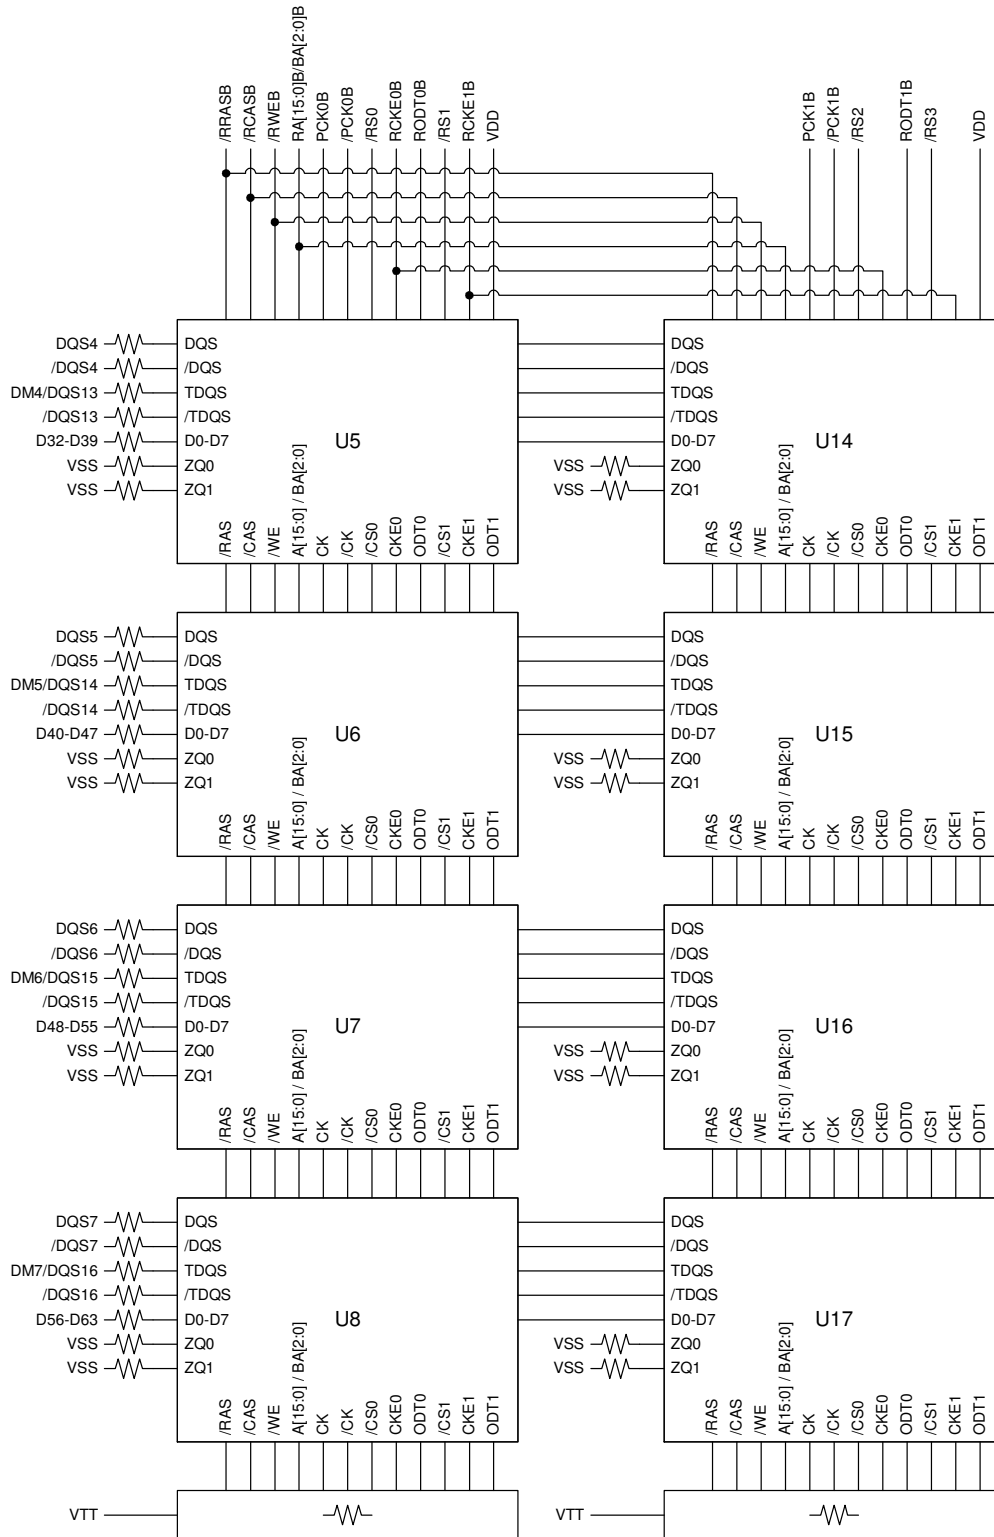 /RRASB
/RCASB
/RWEB
RA[15:0]B/BA[2:0]B
PCK0B
/PCK0B
/RS0
RCKE0B
RODT0B
/RS1
RCKE1B
VDD
PCK1B
/PCK1B
/RS2
RODT1B
/RS3
VDD
DQS4
/DQS4
DM4/DQS13
/DQS13
D32-D39
VSS
VSS
DQS
/DQS
TDQS
/TDQS
D0-D7
ZQ0
ZQ1
U5
/RAS
/CAS
/WE
A[15:0] / BA[2:0]
CK
/CK
/CS0
CKE0
ODT0
/CS1
CKE1
ODT1
VSS
VSS
DQS
/DQS
TDQS
/TDQS
D0-D7
ZQ0
ZQ1
U14
/RAS
/CAS
/WE
A[15:0] / BA[2:0]
CK
/CK
/CS0
CKE0
ODT0
/CS1
CKE1
ODT1
DQS5
/DQS5
DM5/DQS14
/DQS14
D40-D47
VSS
VSS
DQS
/DQS
TDQS
/TDQS
D0-D7
ZQ0
ZQ1
U6
/RAS
/CAS
/WE
A[15:0] / BA[2:0]
CK
/CK
/CS0
CKE0
ODT0
/CS1
CKE1
ODT1
VSS
VSS
DQS
/DQS
TDQS
/TDQS
D0-D7
ZQ0
ZQ1
U15
/RAS
/CAS
/WE
A[15:0] / BA[2:0]
CK
/CK
/CS0
CKE0
ODT0
/CS1
CKE1
ODT1
DQS6
/DQS6
DM6/DQS15
/DQS15
D48-D55
VSS
VSS
DQS
/DQS
TDQS
/TDQS
D0-D7
ZQ0
ZQ1
U7
/RAS
/CAS
/WE
A[15:0] / BA[2:0]
CK
/CK
/CS0
CKE0
ODT0
/CS1
CKE1
ODT1
VSS
VSS
DQS
/DQS
TDQS
/TDQS
D0-D7
ZQ0
ZQ1
U16
/RAS
/CAS
/WE
A[15:0] / BA[2:0]
CK
/CK
/CS0
CKE0
ODT0
/CS1
CKE1
ODT1
DQS7
/DQS7
DM7/DQS16
/DQS16
D56-D63
VSS
VSS
DQS
/DQS
TDQS
/TDQS
D0-D7
ZQ0
ZQ1
U8
/RAS
/CAS
/WE
A[15:0] / BA[2:0]
CK
/CK
/CS0
CKE0
ODT0
/CS1
CKE1
ODT1
VSS
VSS
DQS
/DQS
TDQS
/TDQS
D0-D7
ZQ0
ZQ1
U17
/RAS
/CAS
/WE
A[15:0] / BA[2:0]
CK
/CK
/CS0
CKE0
ODT0
/CS1
CKE1
ODT1
VTT
VTT